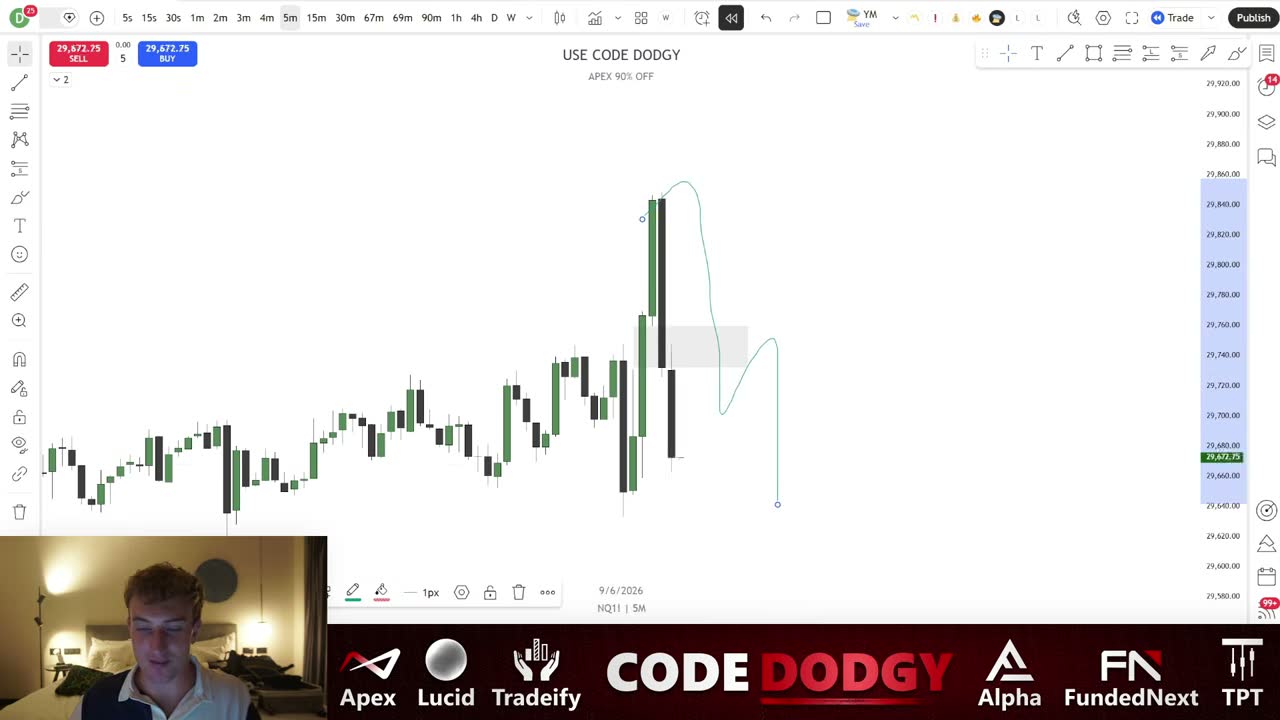 D
25
5s 15s 30s 1m 2m 3m 4m 5m 15m 30m 67m 69m 90m 1h 4h D W
W
YM
Save
L
L
Trade
Publish
29,672.75
SELL
0.00
5
29,672.75
BUY
2
USE CODE DODGY
APEX 90% OFF
14
29,920.00
29,900.00
29,880.00
29,860.00
29,840.00
29,820.00
29,800.00
29,780.00
29,760.00
29,740.00
29,720.00
29,700.00
29,680.00
29,672.75
29,660.00
29,640.00
29,620.00
29,600.00
29,580.00
99+
1px
9/6/2026
NQ1! | 5M
Apex
Lucid
Tradeify
CODE DODGY
Alpha
FN
FundedNext
TPT